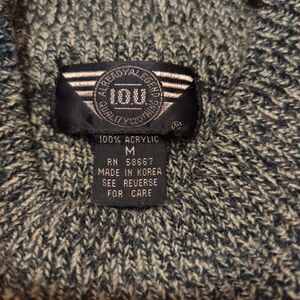 ALREADY A LEGEND
IOU
QUALITY CLOTHING
®
100% ACRYLIC
M
RN 58667
MADE IN KOREA
SEE REVERSE
FOR CARE